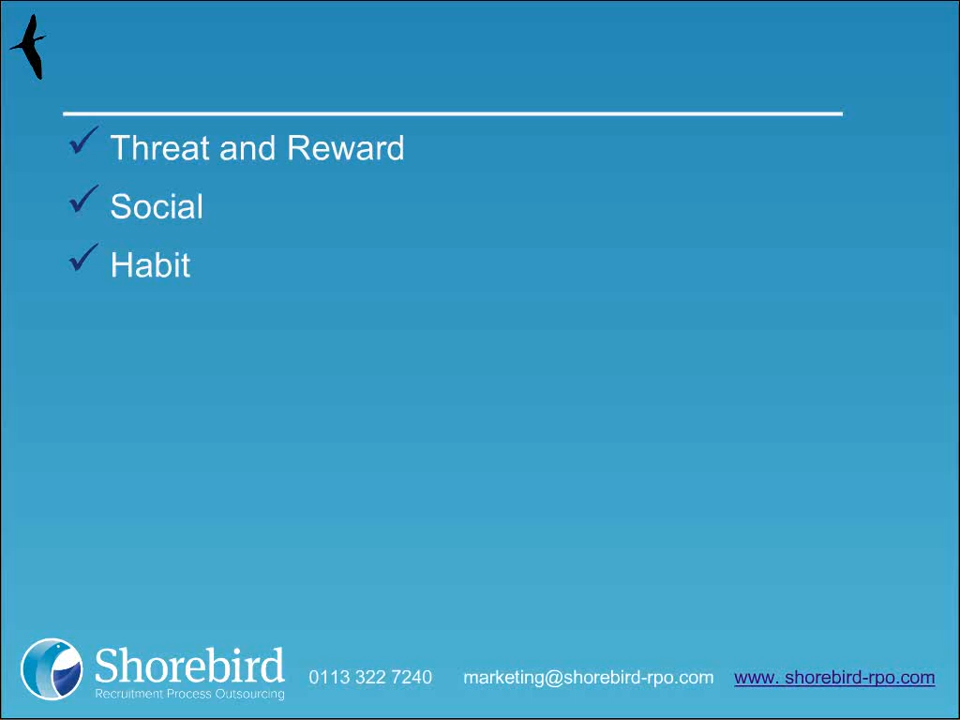 Threat and Reward
Social
Habit
Shorebird
Recruitment Process Outsourcing
0113 322 7240 marketing@shorebird-rpo.com www. shorebird-rpo.com